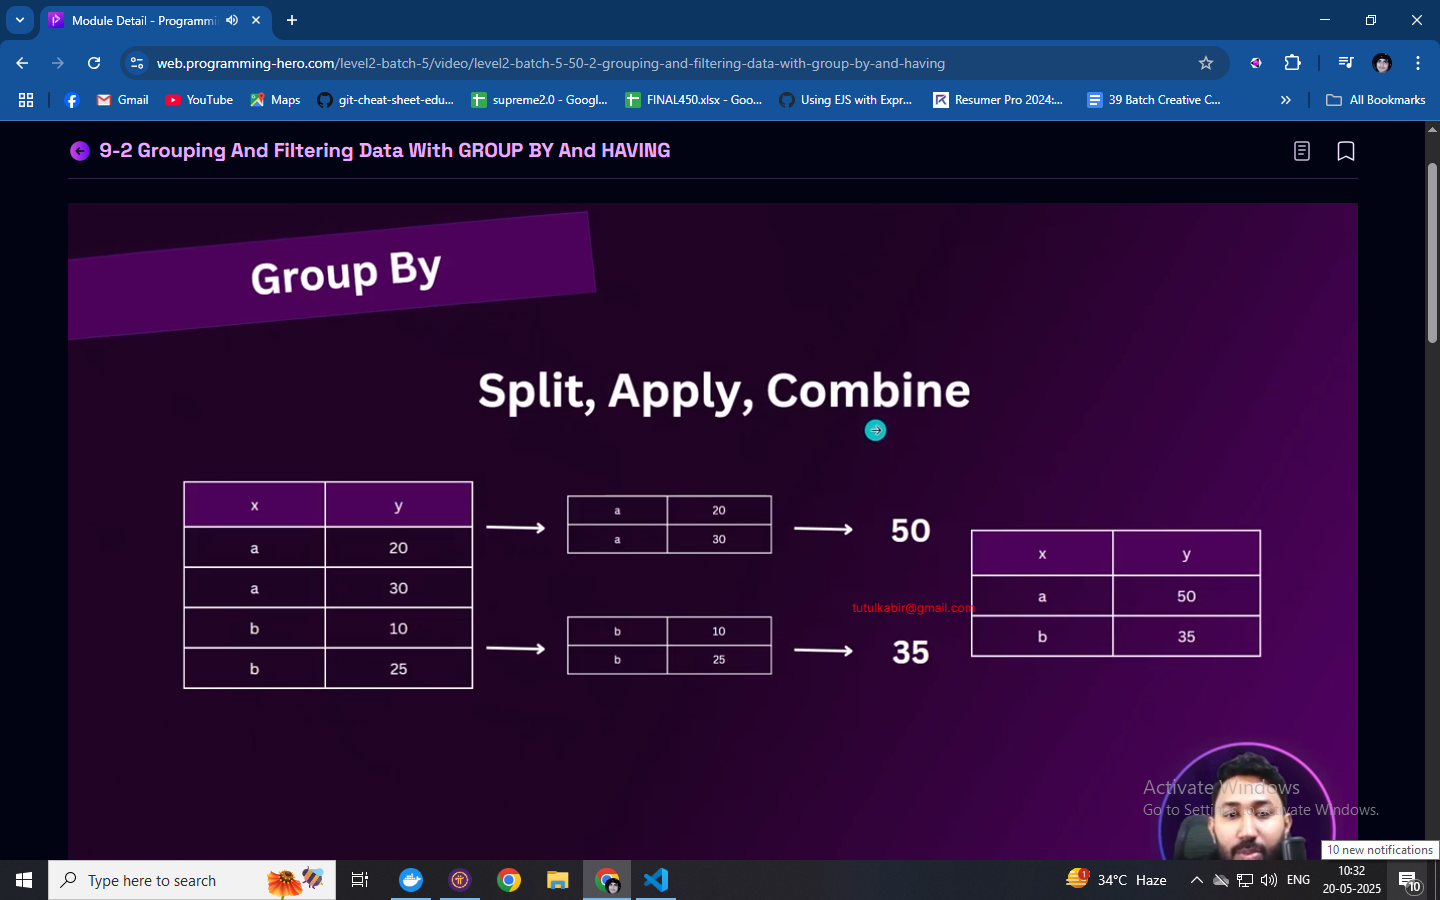 Module Detail - Programmi
web.programming-hero.com/level2-batch-5/video/level2-batch-5-50-2-grouping-and-filtering-data-with-group-by-and-having
Gmail
YouTube
Maps
git-cheat-sheet-edu...
supreme2.0 - Googl...
FINAL450.xlsx - Goo...
Using EJS with Expr...
Resumer Pro 2024:...
39 Batch Creative C...
»
All Bookmarks
9-2 Grouping And Filtering Data With GROUP BY And HAVING
Group By
Split, Apply, Combine
x y
a 20
a 30
b 10
b 25
a 20
a 30
b 10
b 25
50
35
tutulkabir@gmail.com
x y
a 50
b 35
Activate Windows
Go to Settings to activate Windows.
10 new notifications
Type here to search
1
34°C Haze
ENG
10:32
20-05-2025
10